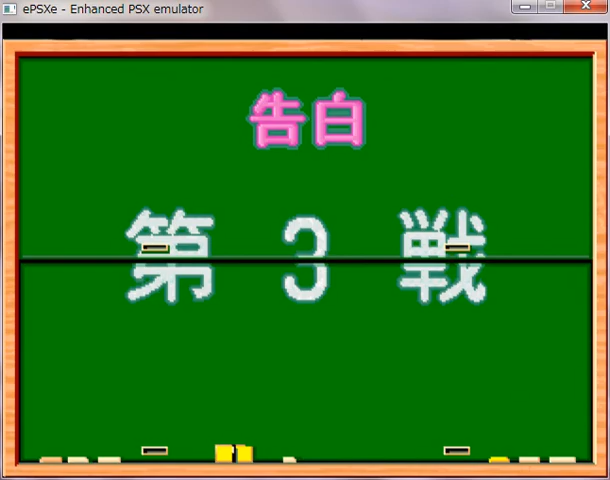 ePSXe - Enhanced PSX emulator
告白
第3戦